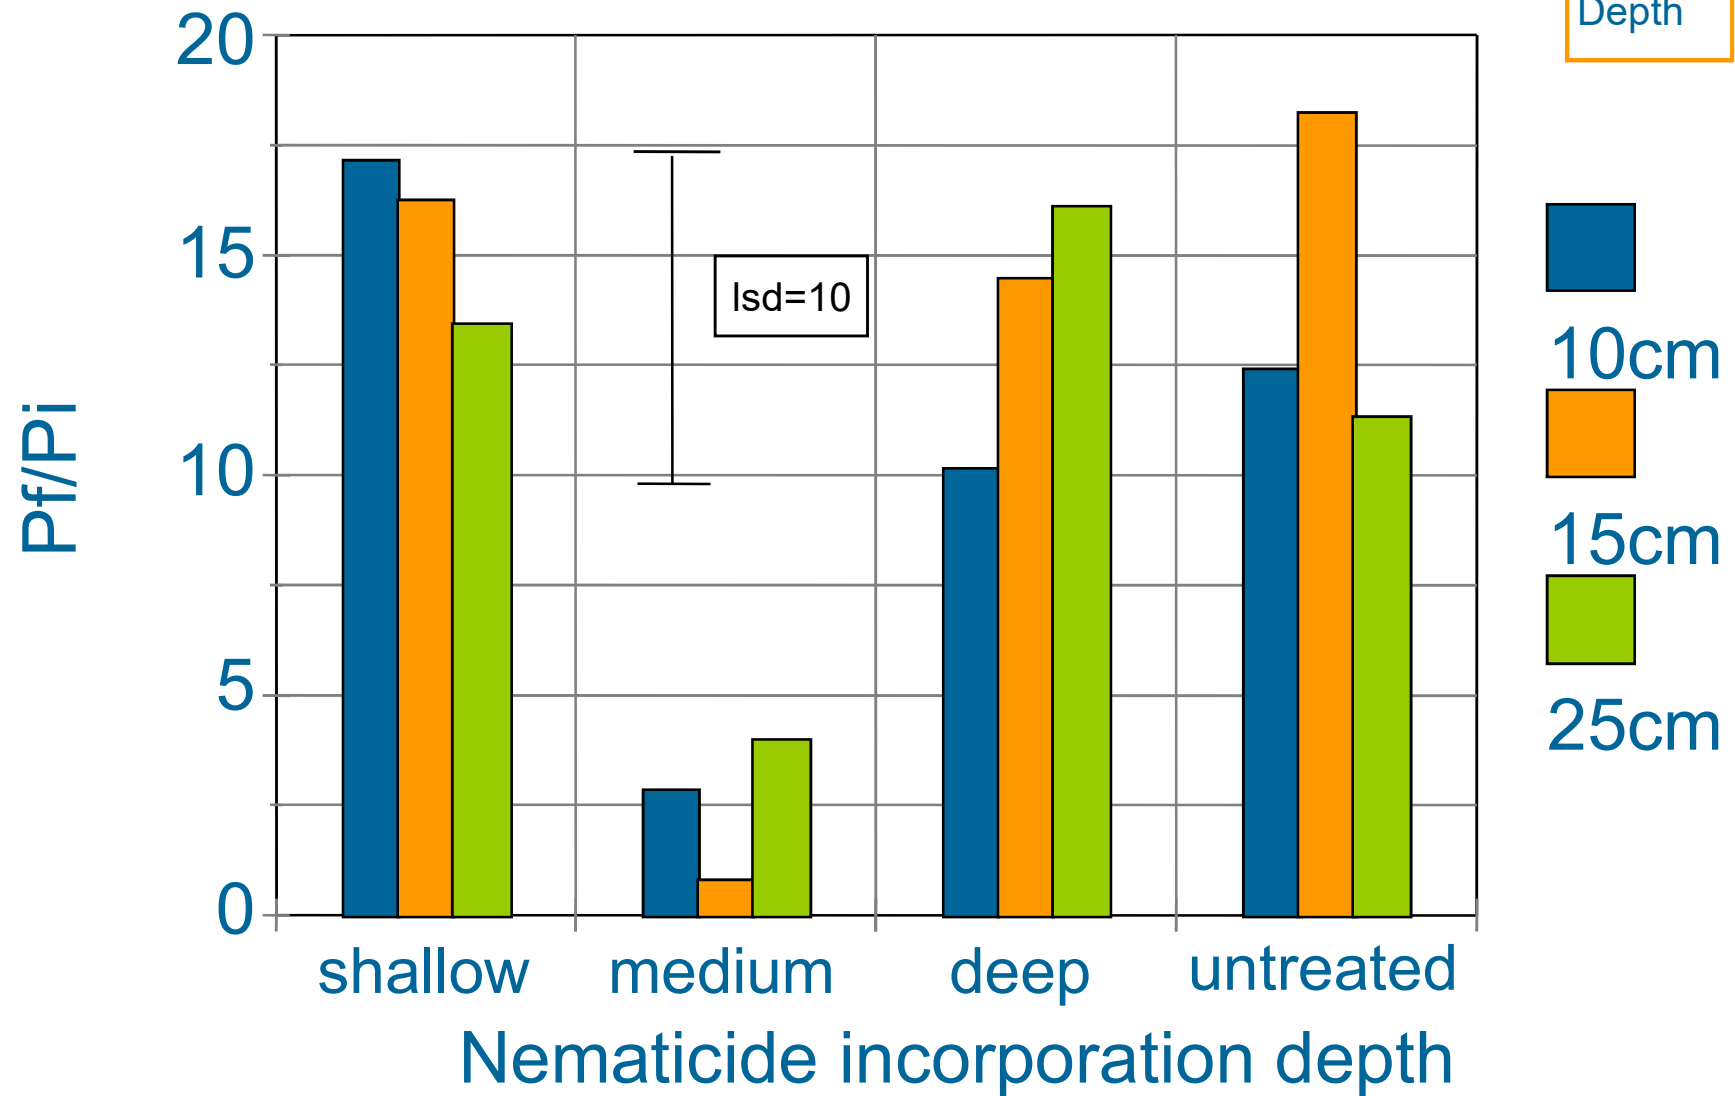 Depth
20
15
10
5
0
Pf/Pi
lsd=10
10cm
15cm
25cm
shallow medium deep untreated
Nematicide incorporation depth